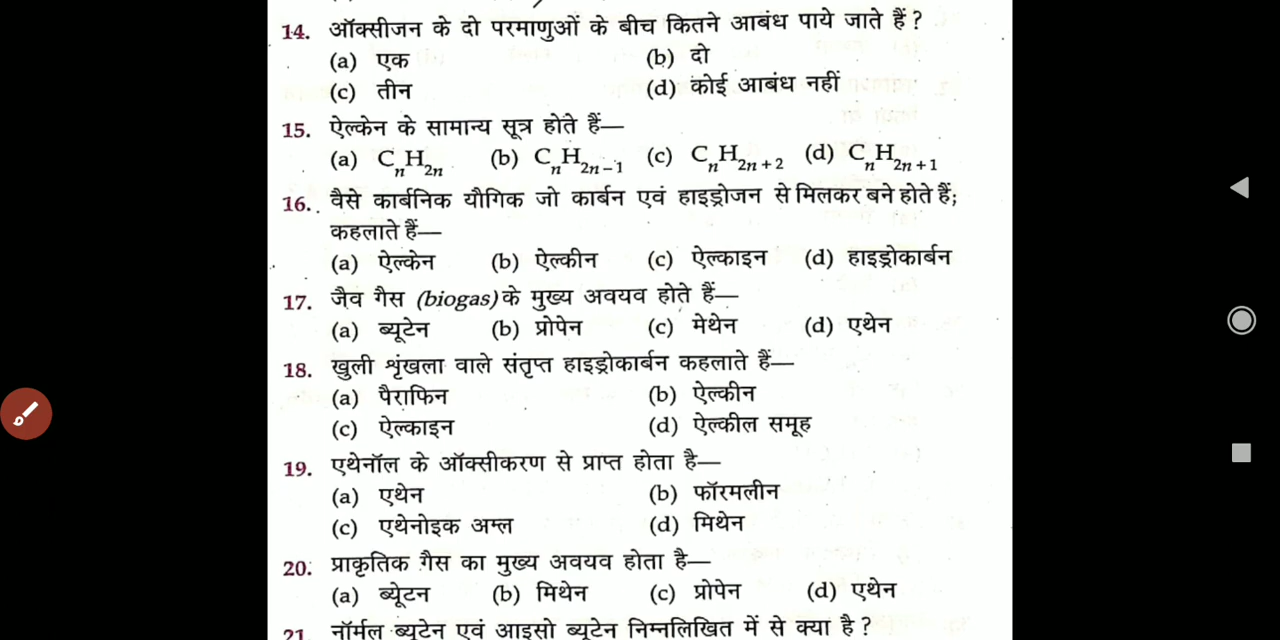 14. ऑक्सीजन के दो परमाणुओं के बीच कितने आबंध पाये जाते हैं ?
(a) एक (b) दो
(c) तीन (d) कोई आबंध नहीं
15. ऐल्केन के सामान्य सूत्र होते हैं—
(a) CₙH₂ₙ (b) CₙH₂ₙ₋₁ (c) CₙH₂ₙ₊₂ (d) CₙH₂ₙ₊₁
16. वैसे कार्बनिक यौगिक जो कार्बन एवं हाइड्रोजन से मिलकर बने होते हैं;
कहलाते हैं—
(a) ऐल्केन (b) ऐल्कीन (c) ऐल्काइन (d) हाइड्रोकार्बन
17. जैव गैस (biogas) के मुख्य अवयव होते हैं—
(a) ब्यूटेन (b) प्रोपेन (c) मेथेन (d) एथेन
18. खुली शृंखला वाले संतृप्त हाइड्रोकार्बन कहलाते हैं—
(a) पैराफिन (b) ऐल्कीन
(c) ऐल्काइन (d) ऐल्कील समूह
19. एथेनॉल के ऑक्सीकरण से प्राप्त होता है—
(a) एथेन (b) फॉरमलीन
(c) एथेनोइक अम्ल (d) मिथेन
20. प्राकृतिक गैस का मुख्य अवयव होता है—
(a) ब्यूेटन (b) मिथेन (c) प्रोपेन (d) एथेन
21. नॉर्मल ब्यूटेन एवं आइसो ब्यूटेन निम्नलिखित में से क्या है ?